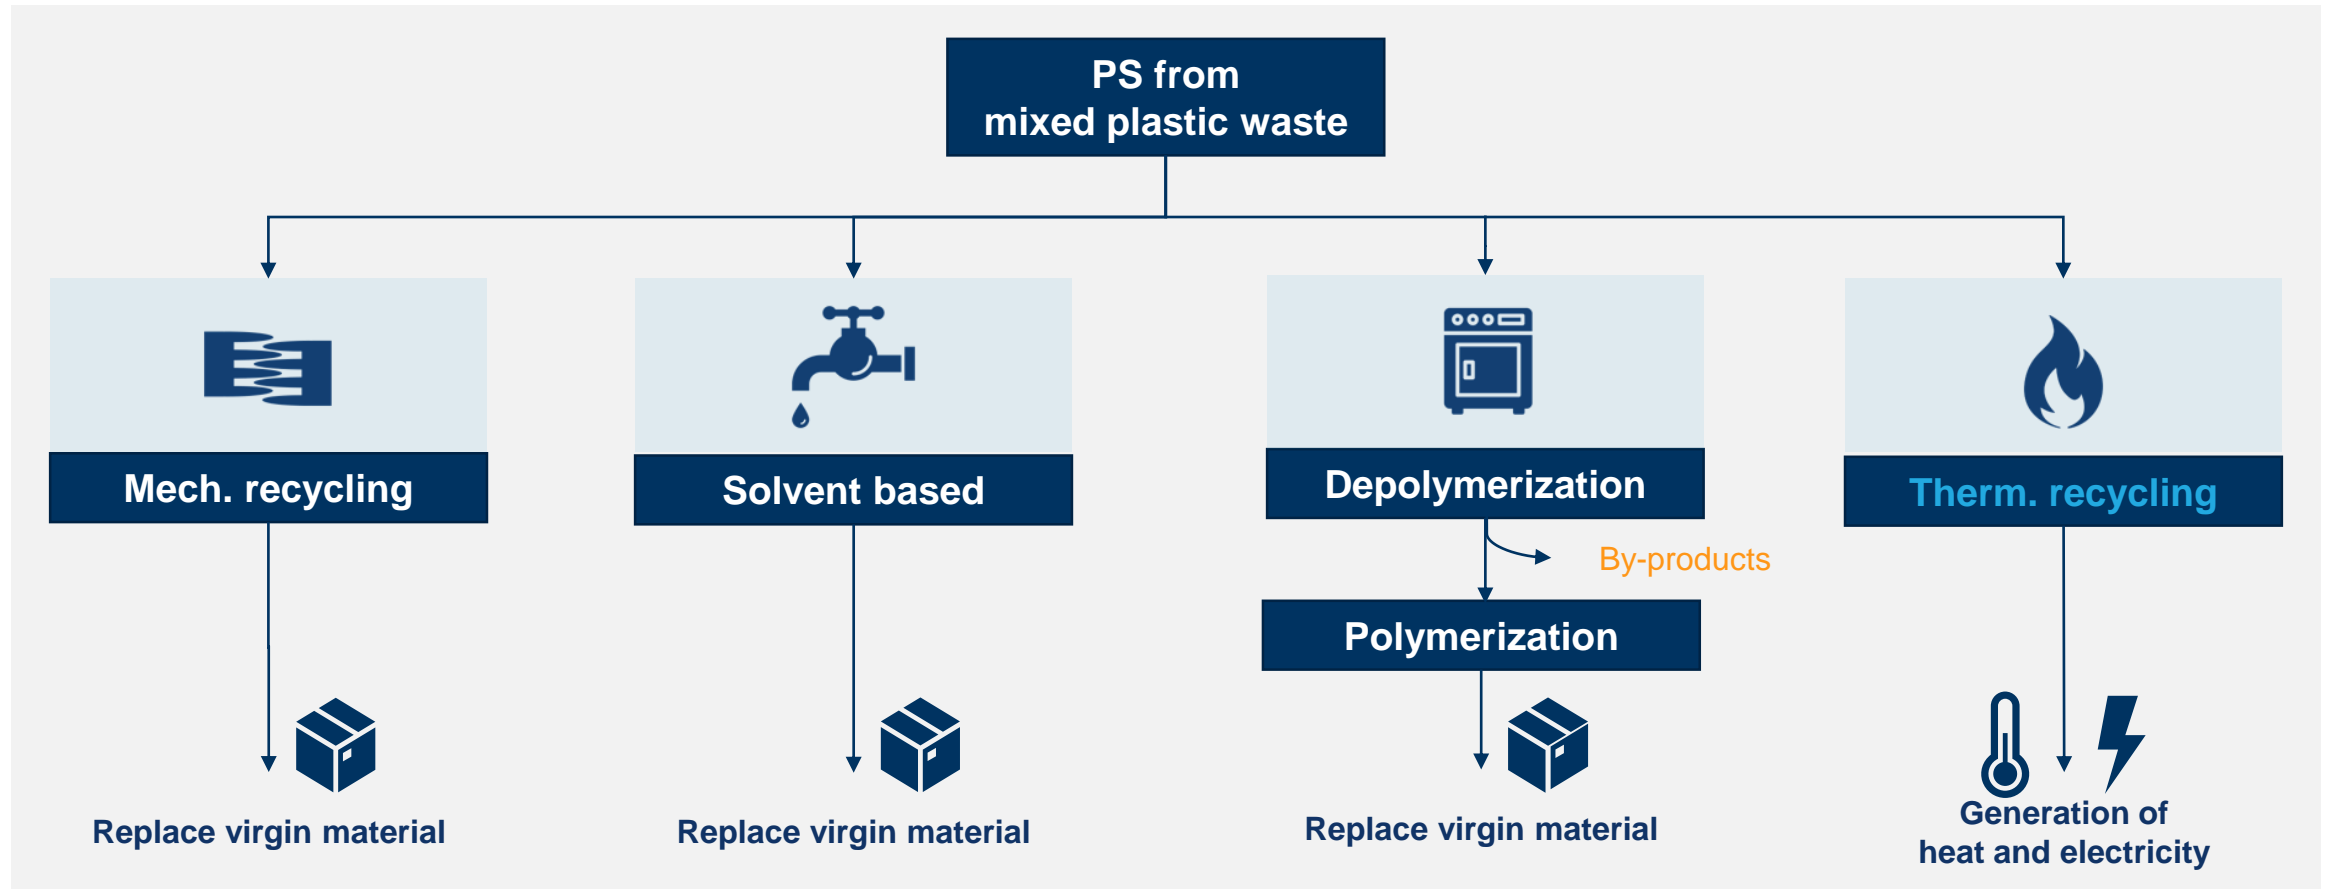 PS from
mixed plastic waste
Mech. recycling
Solvent based
Depolymerization
Therm. recycling
By-products
Polymerization
Replace virgin material
Replace virgin material
Replace virgin material
Generation of
heat and electricity